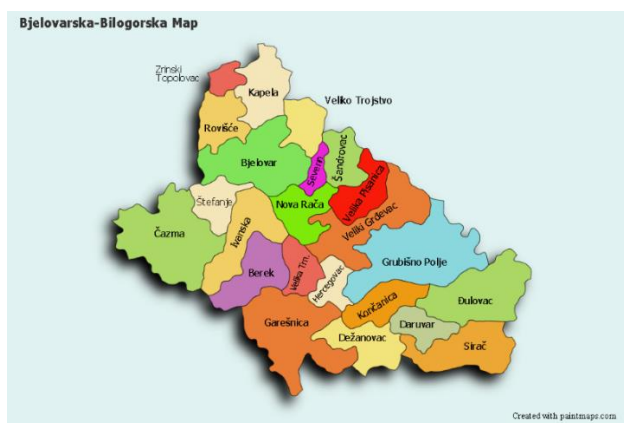 Bjelovarska-Bilogorska Map
Zrinski
Topolovac
Kapela
Veliko Trojstvo
Rovišće
Bjelovar
Severin
Šandrovac
Velika Pisanica
Štefanje
Nova Rača
Čazma
Ivanska
Veliki Grđevac
Berek
Velika Trn.
Hercegovac
Grubišno Polje
Garešnica
Končanica
Đulovac
Daruvar
Dežanovac
Sirač
Created with paintmaps.com